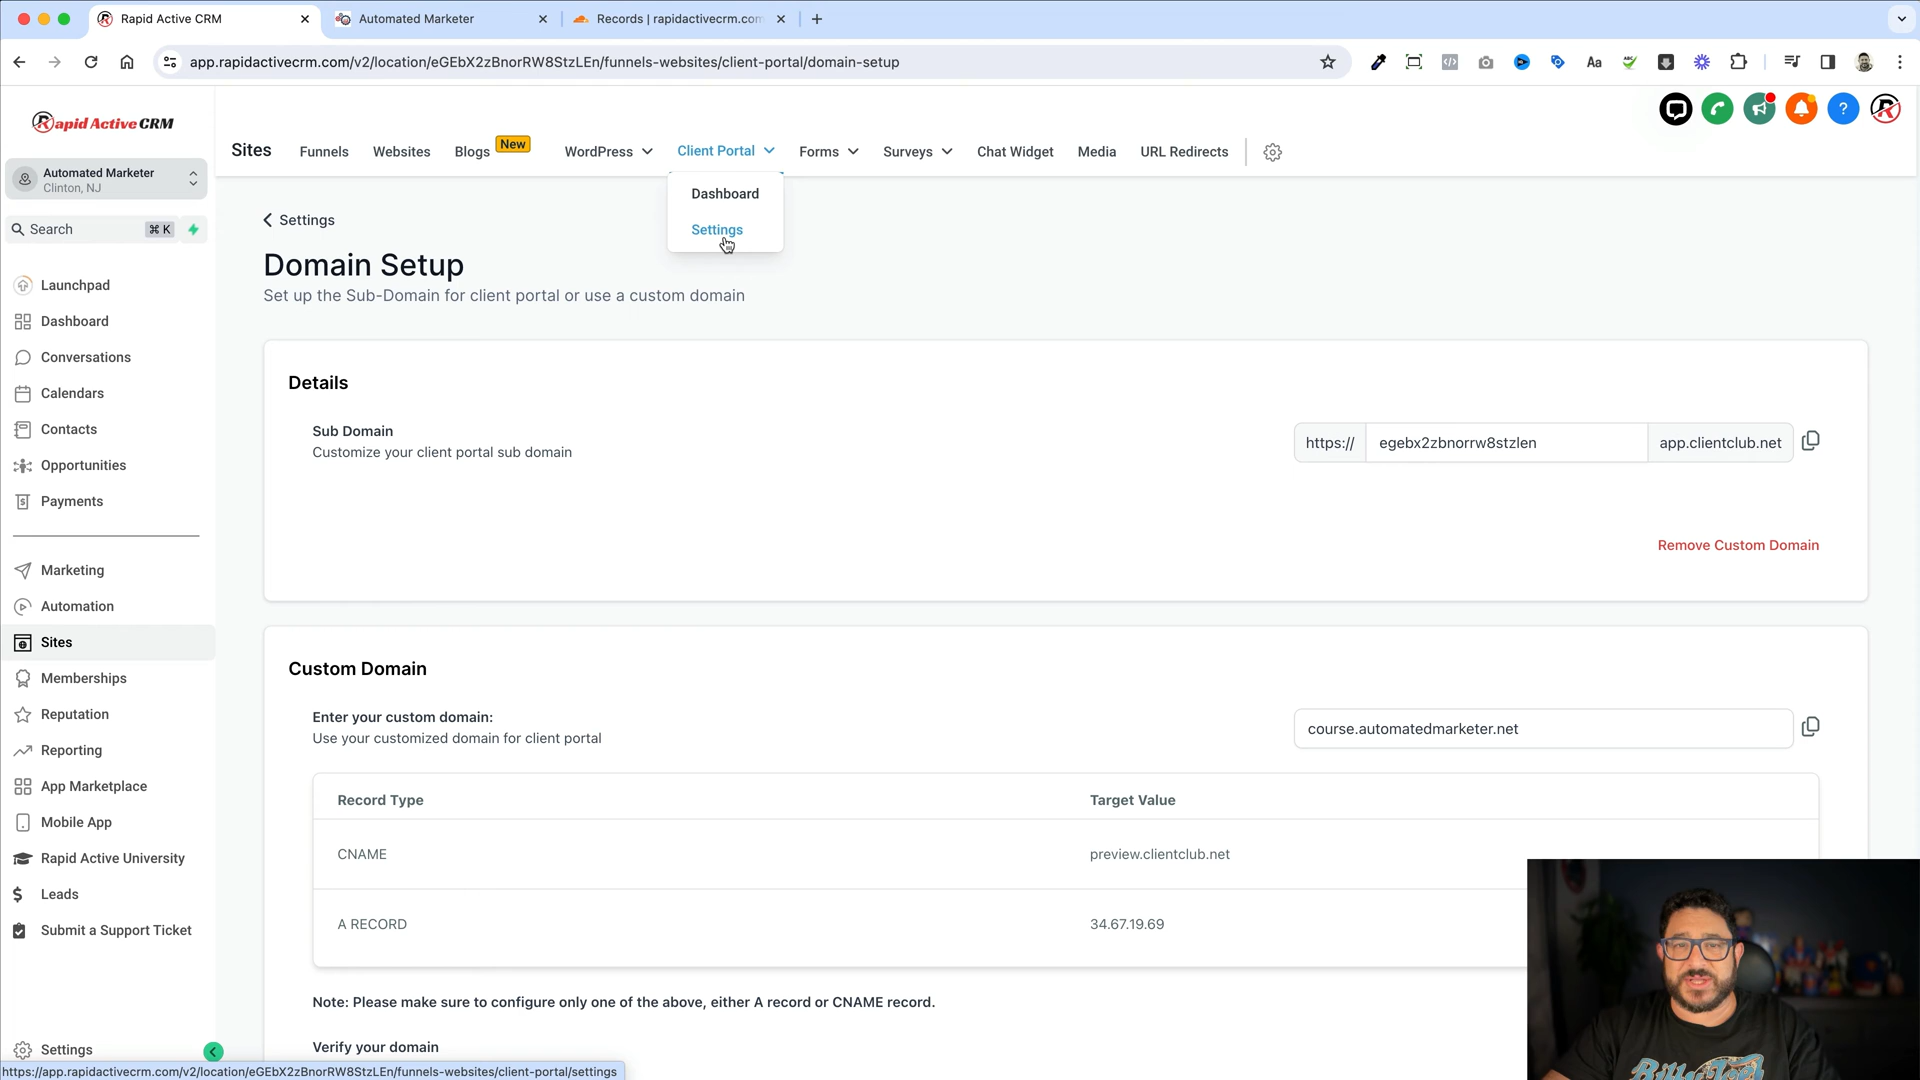 Rapid Active CRM
Automated Marketer
Records | rapidactivecrm.com
app.rapidactivecrm.com/v2/location/eGEbX2zBnorRW8StzLEn/funnels-websites/client-portal/domain-setup
Rapid Active CRM
Automated Marketer
Clinton, NJ
Search
⌘ K
Launchpad
Dashboard
Conversations
Calendars
Contacts
Opportunities
Payments
Marketing
Automation
Sites
Memberships
Reputation
Reporting
App Marketplace
Mobile App
Rapid Active University
Leads
Submit a Support Ticket
Settings
Sites
Funnels
Websites
Blogs
New
WordPress
Client Portal
Forms
Surveys
Chat Widget
Media
URL Redirects
Dashboard
Settings
Settings
Domain Setup
Set up the Sub-Domain for client portal or use a custom domain
Details
Sub Domain
Customize your client portal sub domain
https://
egebx2zbnorrw8stzlen
app.clientclub.net
Remove Custom Domain
Custom Domain
Enter your custom domain:
Use your customized domain for client portal
course.automatedmarketer.net
Record Type Target Value
CNAME preview.clientclub.net
A RECORD 34.67.19.69
Note: Please make sure to configure only one of the above, either A record or CNAME record.
Verify your domain
https://app.rapidactivecrm.com/v2/location/eGEbX2zBnorRW8StzLEn/funnels-websites/client-portal/settings